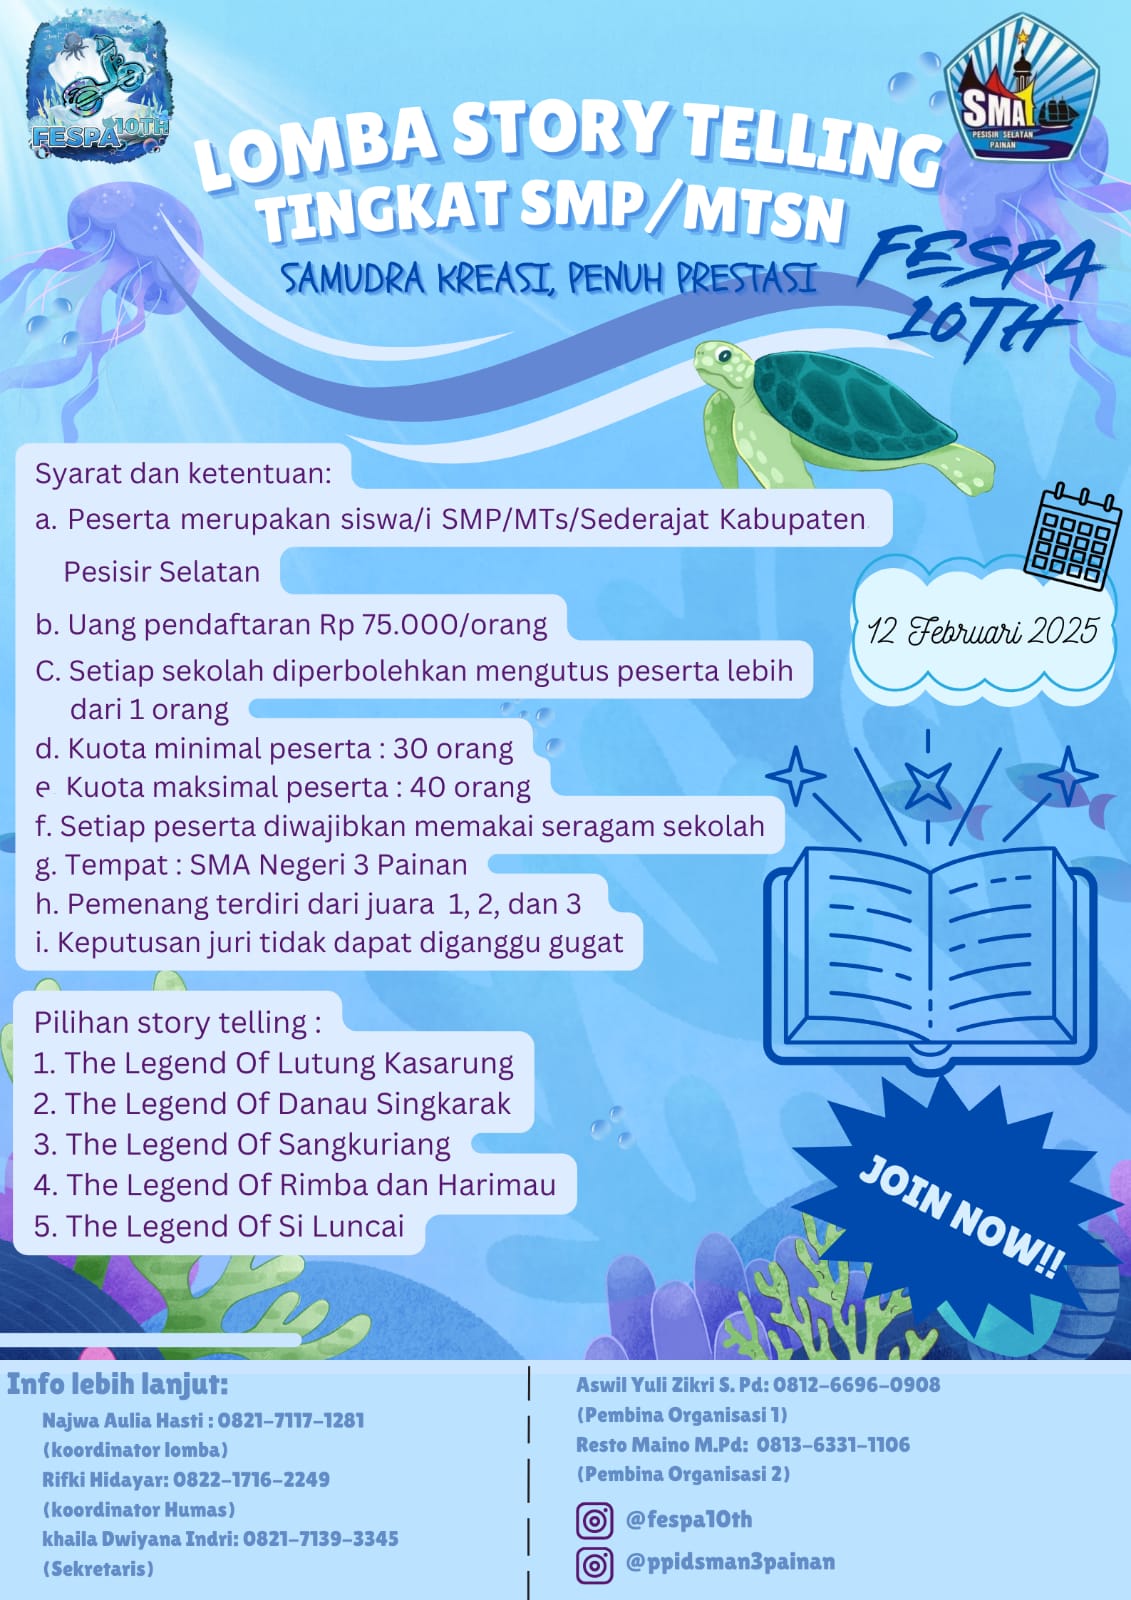 FESPA 10TH
SMA
PESISIR SELATAN
PAINAN
LOMBA STORY TELLING
TINGKAT SMP/MTSN
SAMUDRA KREASI, PENUH PRESTASI
FESPA
10TH
Syarat dan ketentuan:
a. Peserta merupakan siswa/i SMP/MTs/Sederajat Kabupaten
Pesisir Selatan
b. Uang pendaftaran Rp 75.000/orang
C. Setiap sekolah diperbolehkan mengutus peserta lebih
dari 1 orang
d. Kuota minimal peserta : 30 orang
e Kuota maksimal peserta : 40 orang
f. Setiap peserta diwajibkan memakai seragam sekolah
g. Tempat : SMA Negeri 3 Painan
h. Pemenang terdiri dari juara 1, 2, dan 3
i. Keputusan juri tidak dapat diganggu gugat
12 Februari 2025
Pilihan story telling :
1. The Legend Of Lutung Kasarung
2. The Legend Of Danau Singkarak
3. The Legend Of Sangkuriang
4. The Legend Of Rimba dan Harimau
5. The Legend Of Si Luncai
JOIN NOW!!
Info lebih lanjut:
Najwa Aulia Hasti : 0821-7117-1281
(koordinator lomba)
Rifki Hidayar: 0822-1716-2249
(koordinator Humas)
khaila Dwiyana Indri: 0821-7139-3345
(Sekretaris)
Aswil Yuli Zikri S. Pd: 0812-6696-0908
(Pembina Organisasi 1)
Resto Maino M.Pd: 0813-6331-1106
(Pembina Organisasi 2)
@fespa10th
@ppidsman3painan